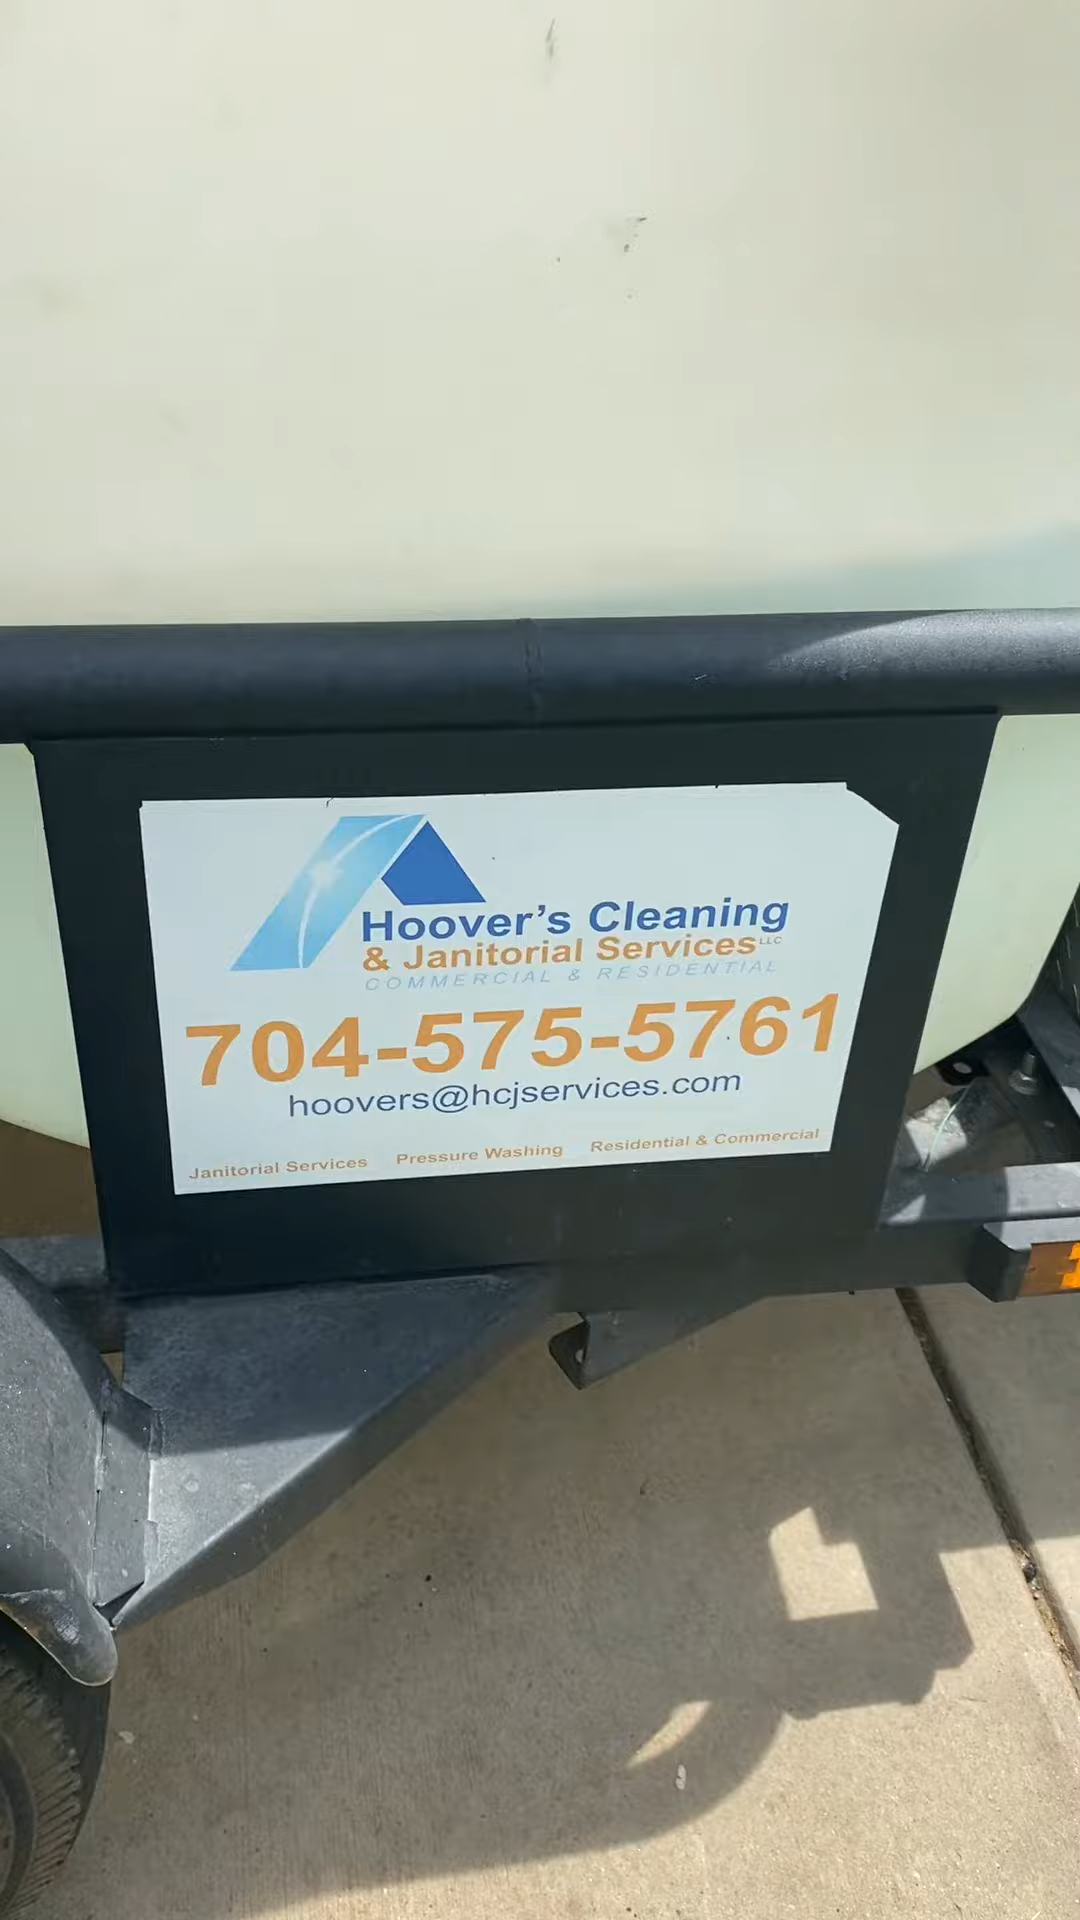 Hoover's Cleaning
& Janitorial Services LLC
COMMERCIAL & RESIDENTIAL
704-575-5761
hoovers@hcjservices.com
Janitorial Services Pressure Washing Residential & Commercial